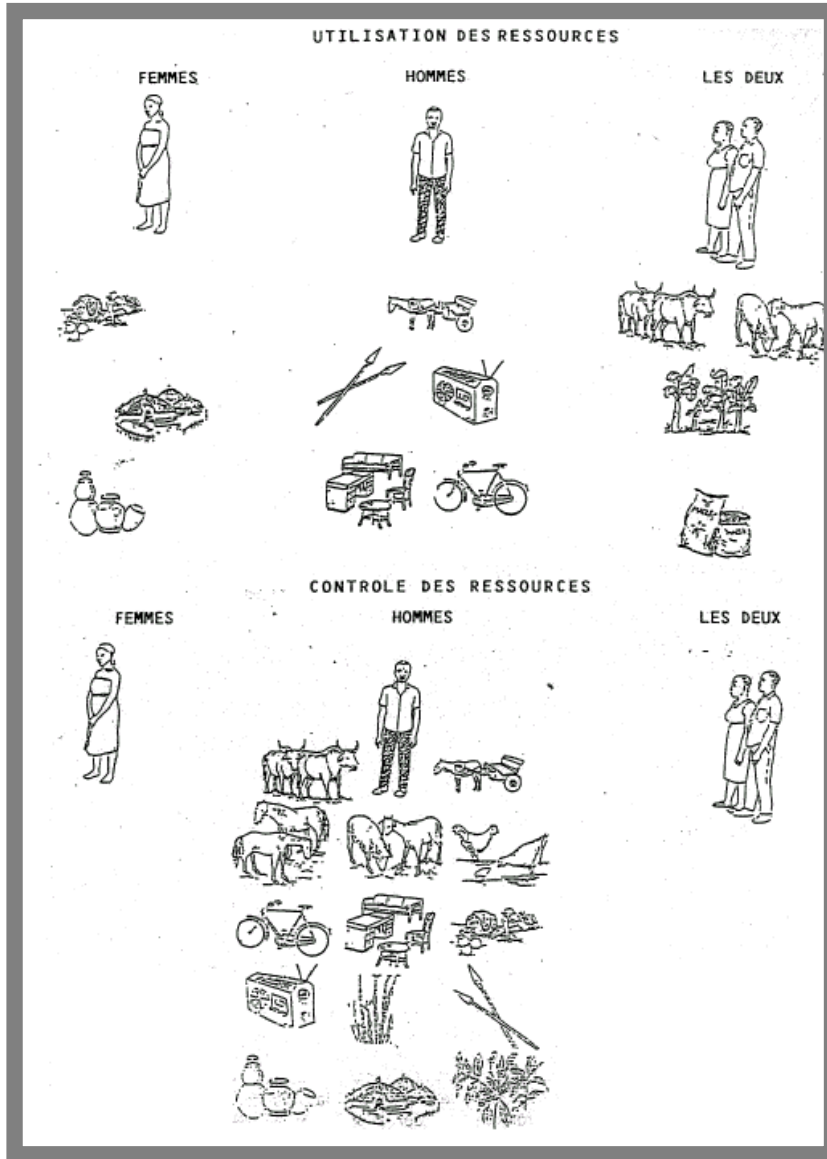 UTILISATION DES RESSOURCES
FEMMES HOMMES LES DEUX
CONTROLE DES RESSOURCES
FEMMES HOMMES LES DEUX